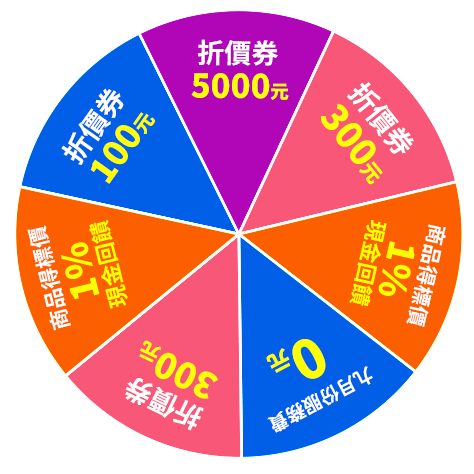 折價券
5000元
折價券
300元
商品得標價
1%
現金回饋
九月份服務費
0元
折價券
300元
商品得標價
1%
現金回饋
折價券
100元